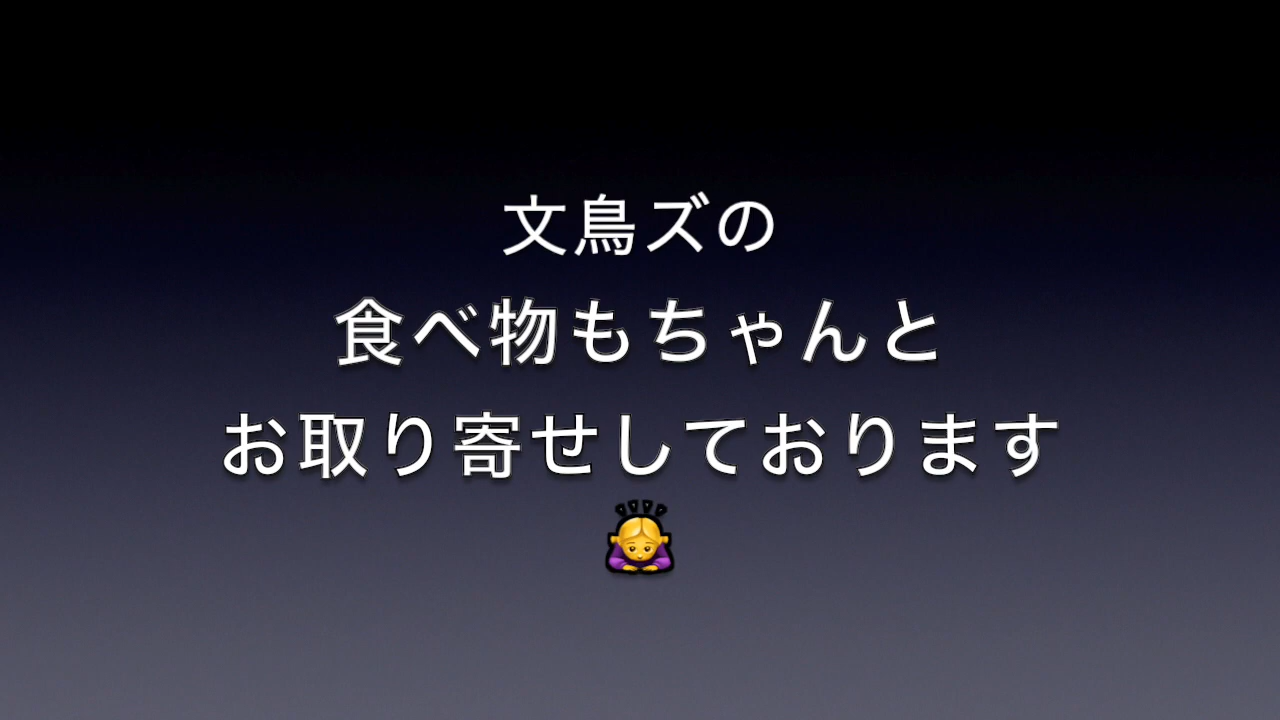 文鳥ズの
食べ物もちゃんと
お取り寄せしております
🙇‍♀️